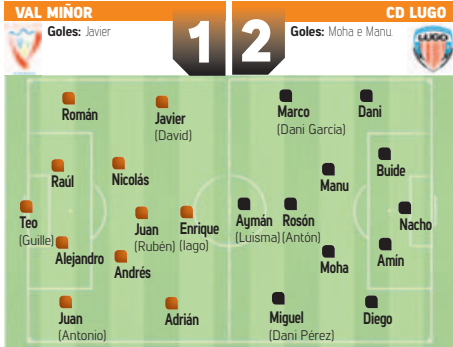 VAL MIÑOR
CD LUGO
Goles: Javier
1
2
Goles: Moha e Manu.
LUGO
Román
Javier
(David)
Marco
(Dani García)
Dani
Raúl
Nicolás
Manu
Buide
Teo
(Guille)
Juan
(Rubén)
Enrique
(Iago)
Aymán
(Luisma)
Rosón
(Antón)
Nacho
Alejandro
Andrés
Moha
Amín
Juan
(Antonio)
Adrián
Miguel
(Dani Pérez)
Diego